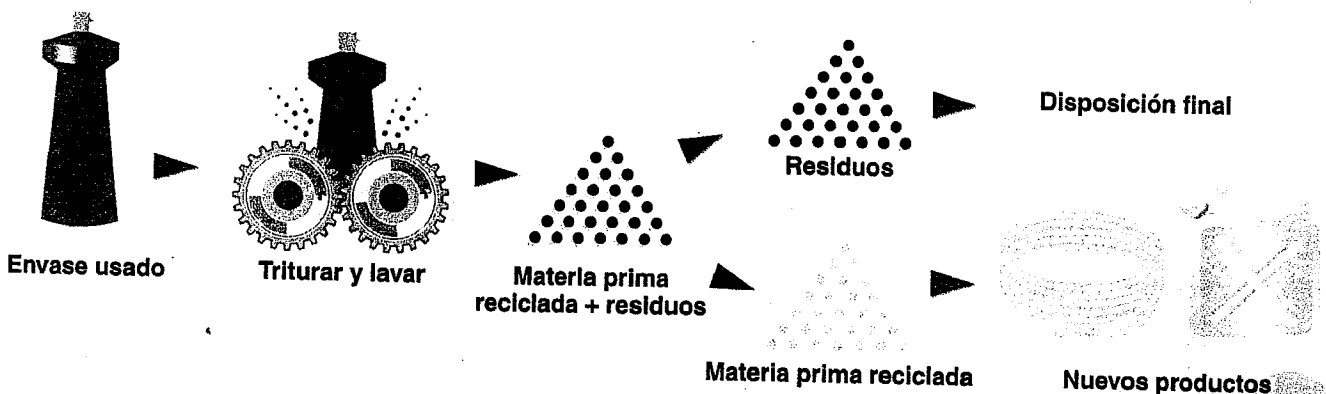 Envase usado
Triturar y lavar
Materia prima
reciclada + residuos
Residuos
Disposición final
Materia prima reciclada
Nuevos productos